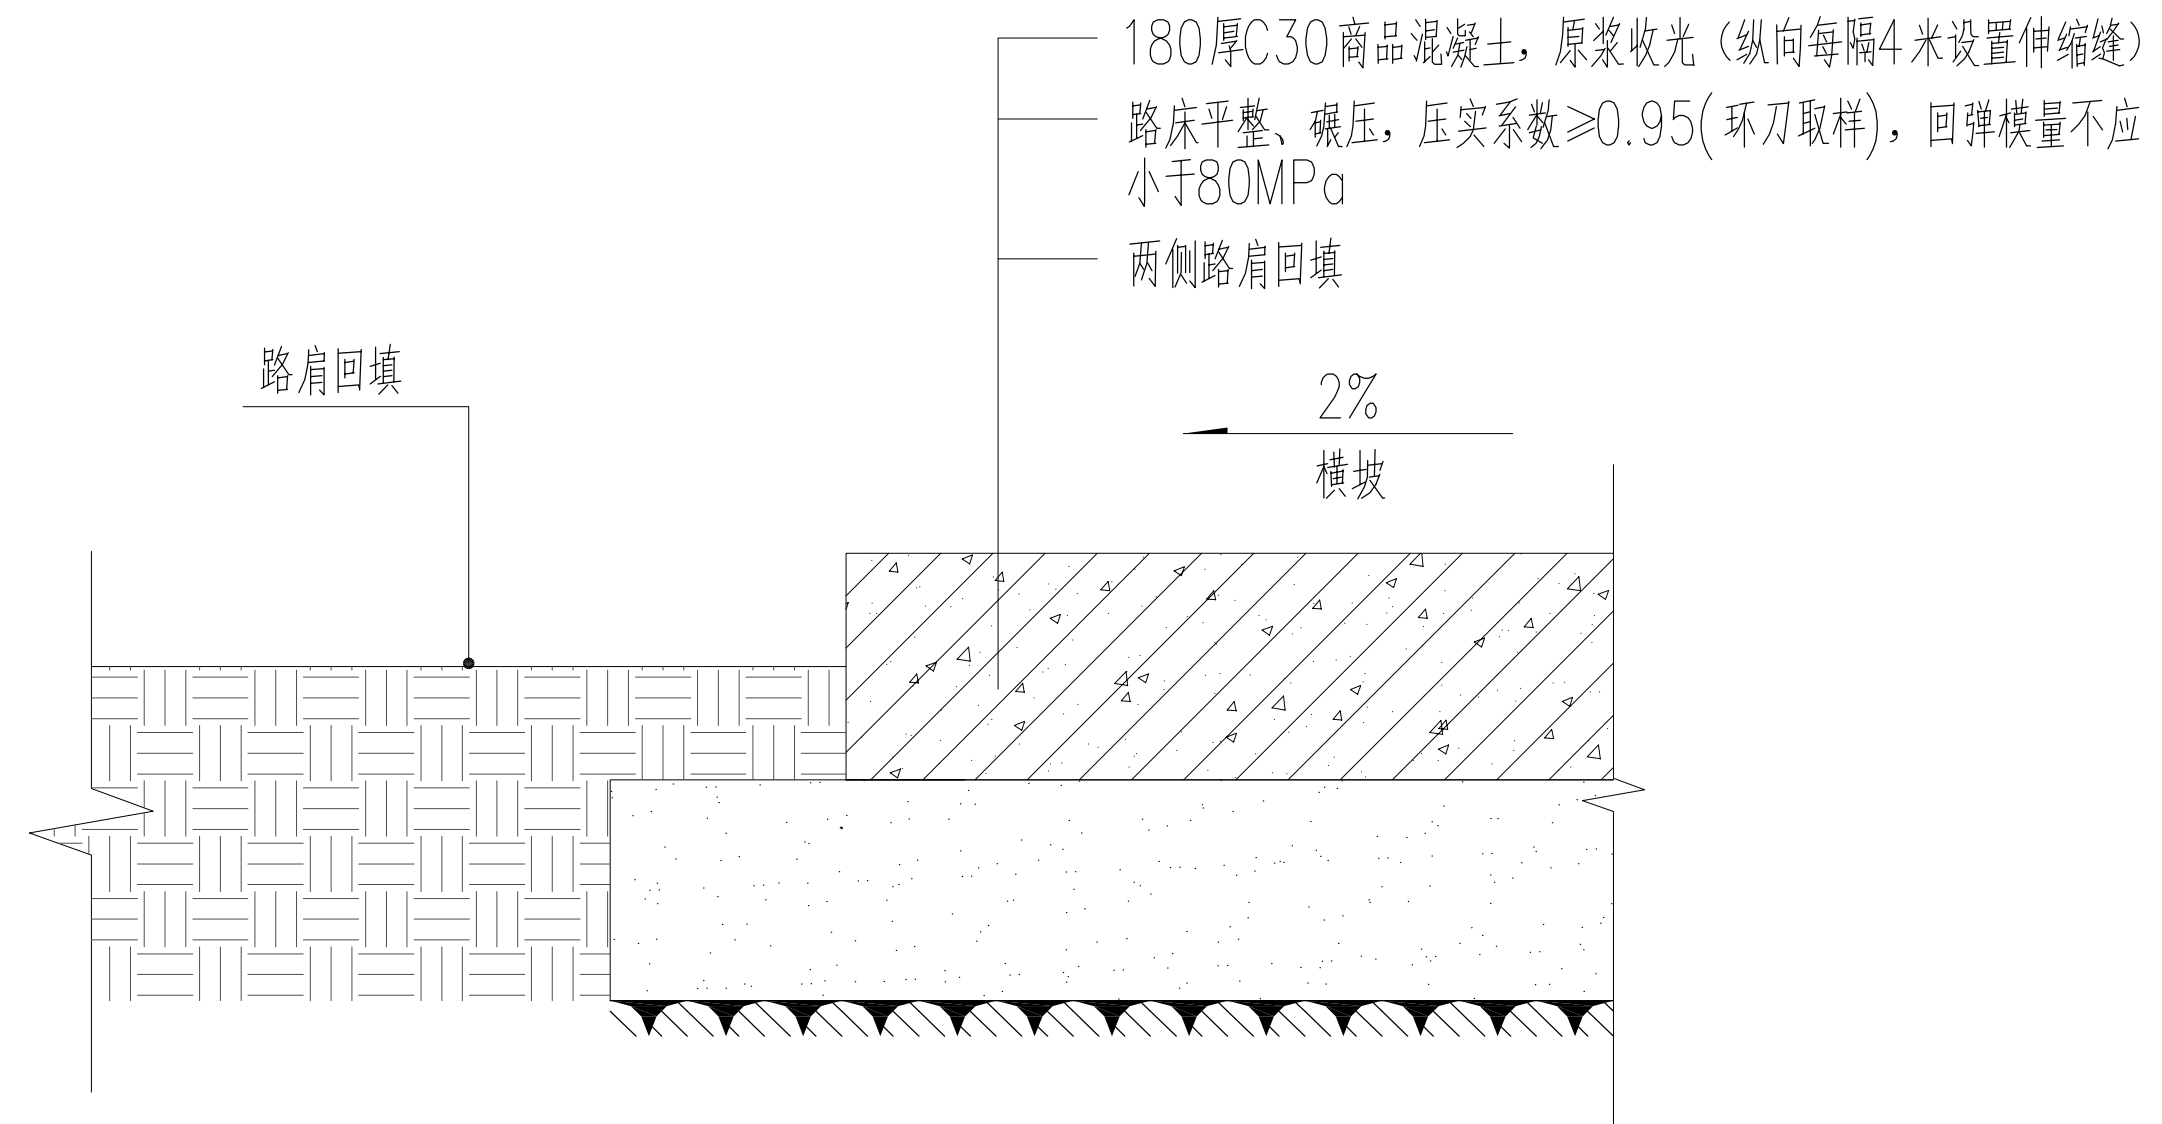 180厚C30商品混凝土，原浆收光（纵向每隔4米设置伸缩缝）
路床平整、碾压，压实系数≥0.95(环刀取样)，回弹模量不应
小于80MPa
两侧路肩回填
路肩回填
2%
横坡